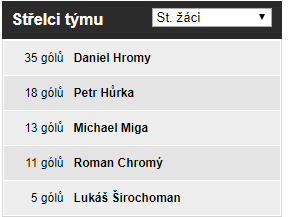 Střelci týmu St. žáci
35 gólů Daniel Hromy
18 gólů Petr Hůrka
13 gólů Michael Miga
11 gólů Roman Chromý
5 gólů Lukáš Širochoman